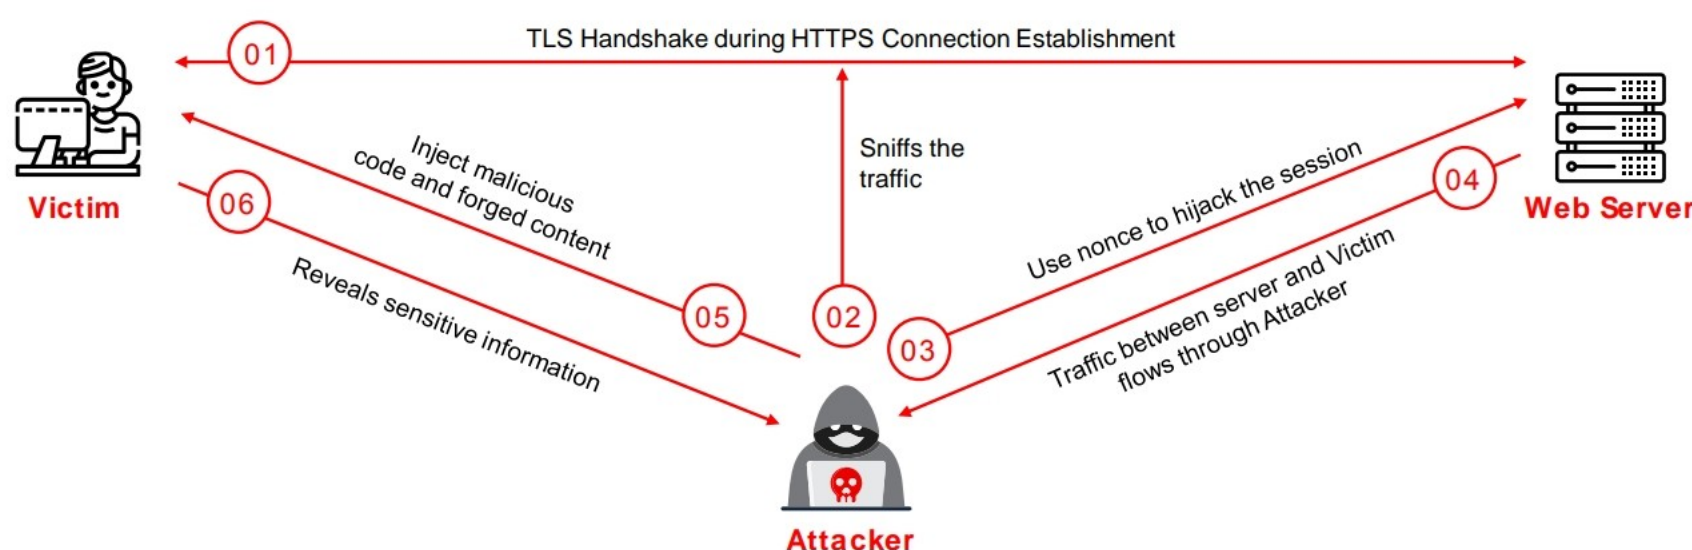 01
TLS Handshake during HTTPS Connection Establishment
Victim
06
Inject malicious
code and forged content
Reveals sensitive information
05
Sniffs the
traffic
02
03
Use nonce to hijack the session
04
Traffic between server and Victim
flows through Attacker
Web Server
Attacker